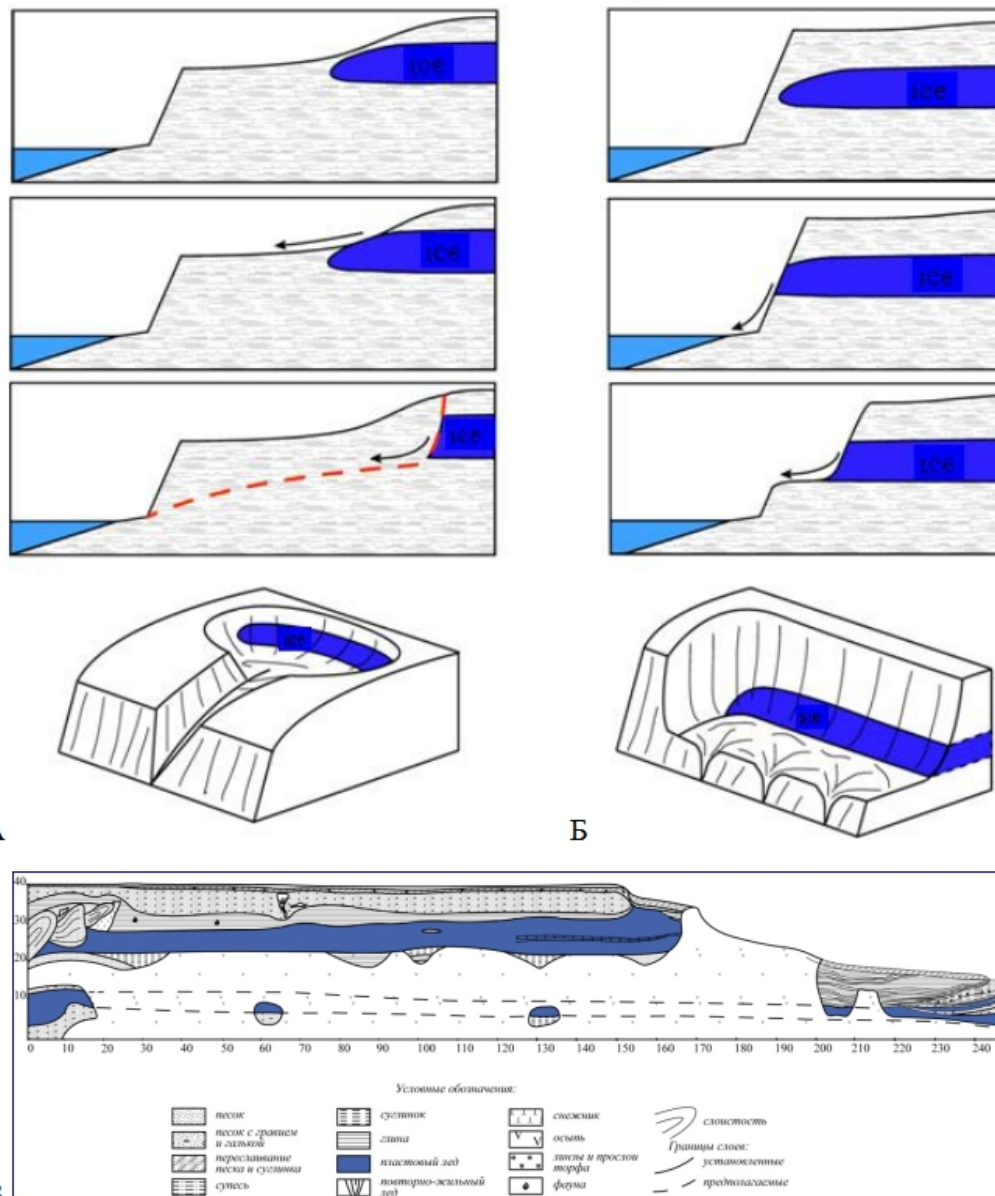 ice
ice
ice
ice
ice
ice
ice
ice
Б
40
30
20
10
0 10 20 30 40 50 60 70 80 90 100 110 120 130 140 150 160 170 180 190 200 210 220 230 240
Условные обозначения:
песок
песок с гравием
и галькой
переслаивание
песка и суглинка
супесь
суглинок
глина
пластовый лед
повторно-жильный
лед
снежник
осыпь
линзы и прослои
торфа
фауна
слоистость
Границы слоев:
установленные
предполагаемые